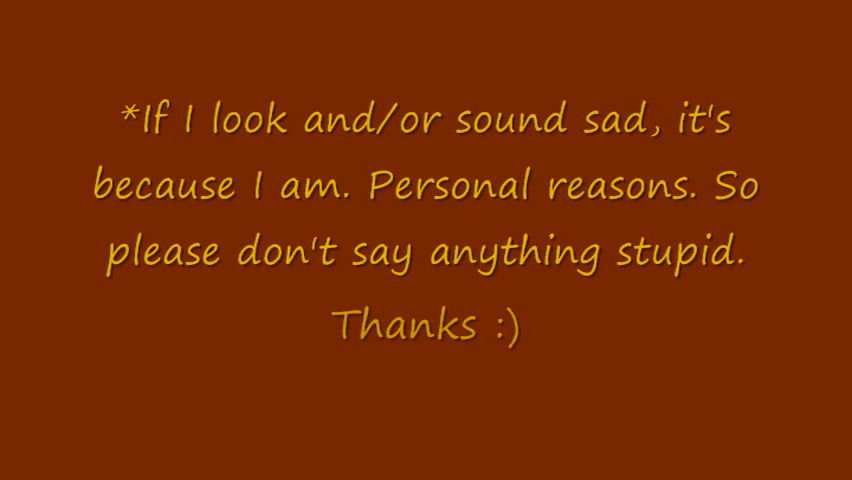 *If I look and/or sound sad, it's
because I am. Personal reasons. So
please don't say anything stupid.
Thanks :)